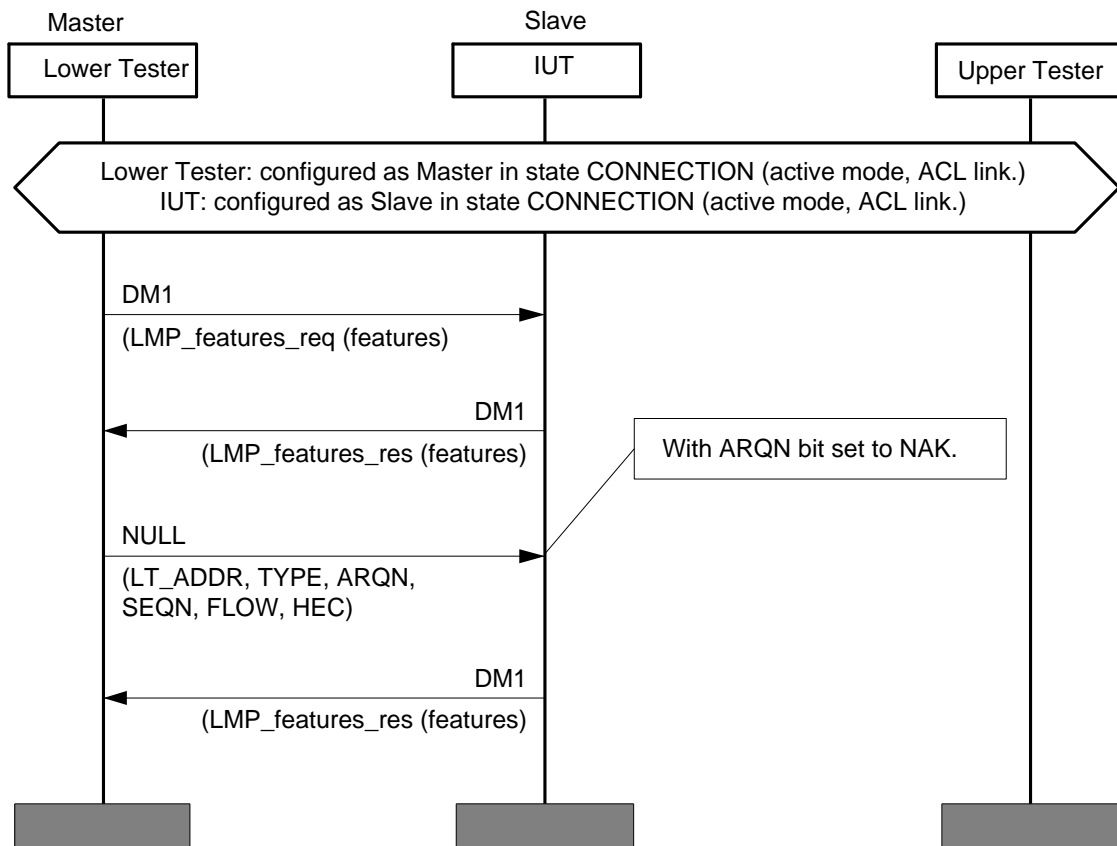 Master
Slave
Lower Tester
IUT
Upper Tester
Lower Tester: configured as Master in state CONNECTION (active mode, ACL link.)
IUT: configured as Slave in state CONNECTION (active mode, ACL link.)
DM1
(LMP_features_req (features)
DM1
(LMP_features_res (features)
With ARQN bit set to NAK.
NULL
(LT_ADDR, TYPE, ARQN,
SEQN, FLOW, HEC)
DM1
(LMP_features_res (features)